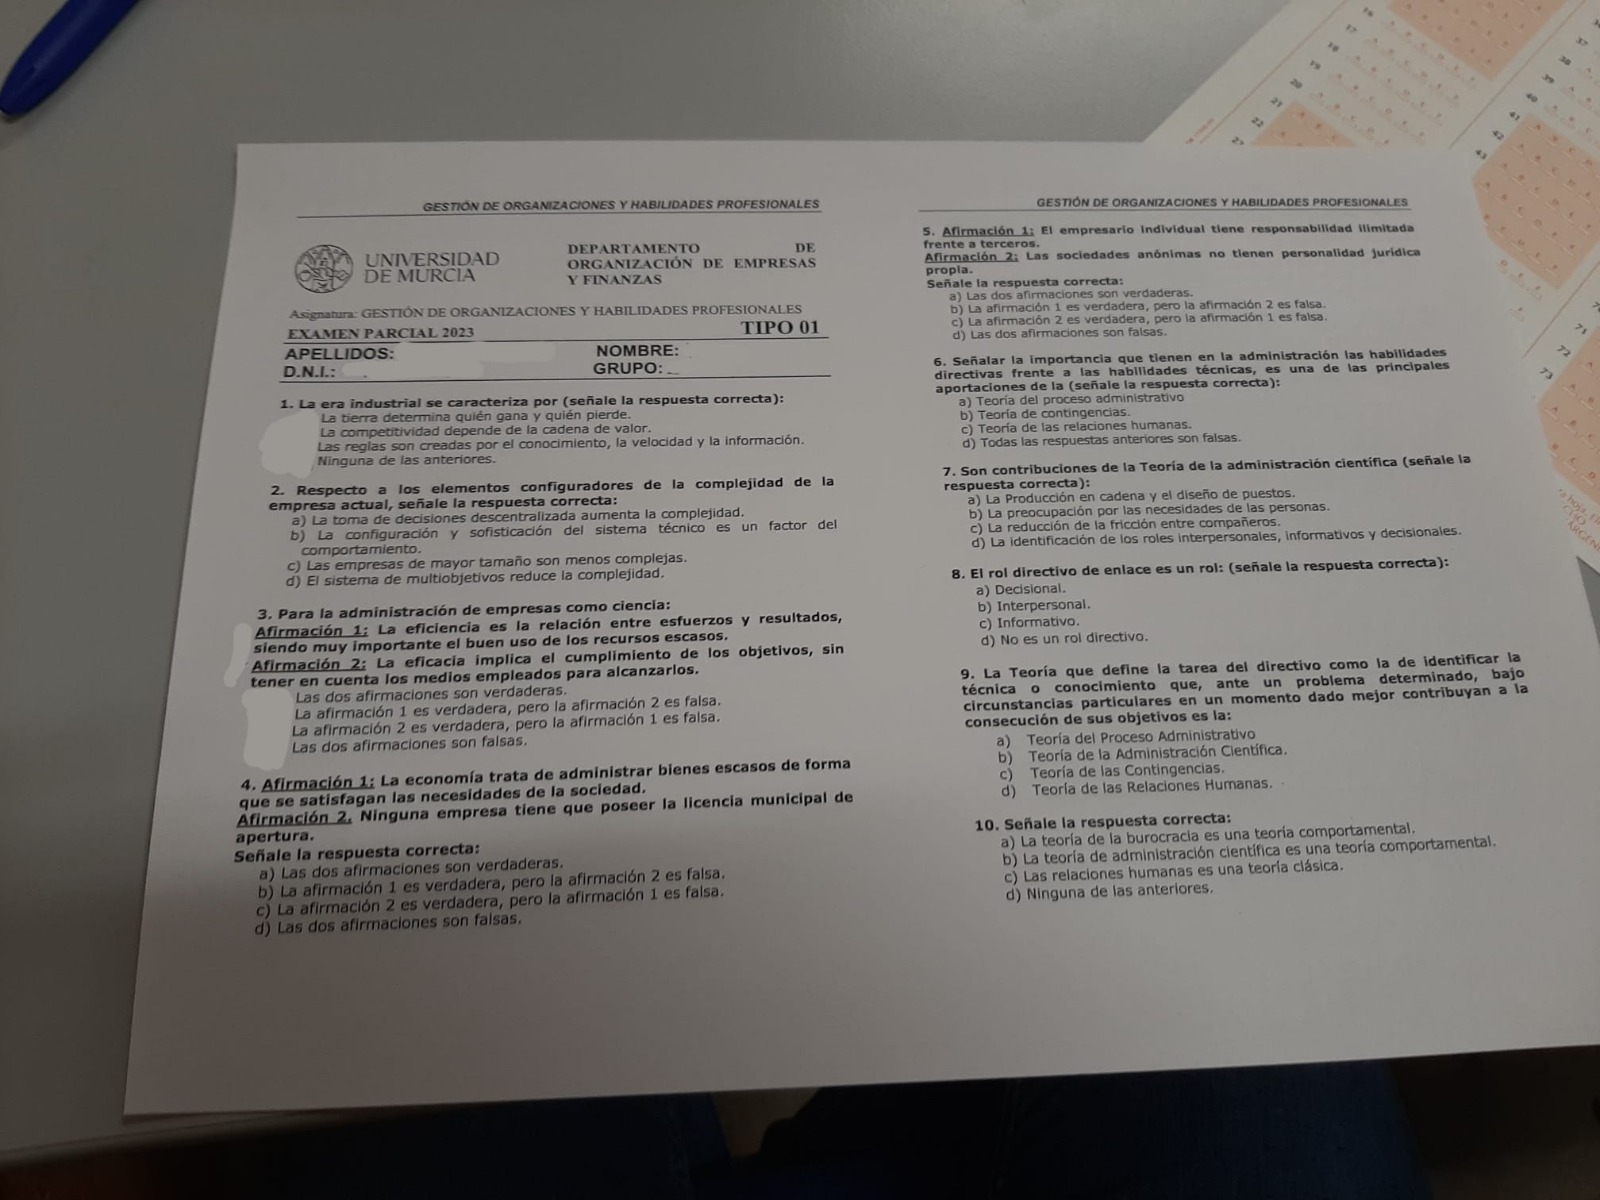 GESTIÓN DE ORGANIZACIONES Y HABILIDADES PROFESIONALES
UNIVERSIDAD
DE MURCIA
DEPARTAMENTO DE
ORGANIZACIÓN DE EMPRESAS
Y FINANZAS
Asignatura: GESTIÓN DE ORGANIZACIONES Y HABILIDADES PROFESIONALES
EXAMEN PARCIAL 2023 TIPO 01
APELLIDOS: NOMBRE:
D.N.I.: GRUPO:
1. La era industrial se caracteriza por (señale la respuesta correcta):
La tierra determina quién gana y quién pierde.
La competitividad depende de la cadena de valor.
Las reglas son creadas por el conocimiento, la velocidad y la información.
Ninguna de las anteriores.
2. Respecto a los elementos configuradores de la complejidad de la
empresa actual, señale la respuesta correcta:
a) La toma de decisiones descentralizada aumenta la complejidad.
b) La configuración y sofisticación del sistema técnico es un factor del
comportamiento.
c) Las empresas de mayor tamaño son menos complejas.
d) El sistema de multiobjetivos reduce la complejidad.
3. Para la administración de empresas como ciencia:
Afirmación 1: La eficiencia es la relación entre esfuerzos y resultados,
siendo muy importante el buen uso de los recursos escasos.
Afirmación 2: La eficacia implica el cumplimiento de los objetivos, sin
tener en cuenta los medios empleados para alcanzarlos.
Las dos afirmaciones son verdaderas.
La afirmación 1 es verdadera, pero la afirmación 2 es falsa.
La afirmación 2 es verdadera, pero la afirmación 1 es falsa.
Las dos afirmaciones son falsas.
4. Afirmación 1: La economía trata de administrar bienes escasos de forma
que se satisfagan las necesidades de la sociedad.
Afirmación 2. Ninguna empresa tiene que poseer la licencia municipal de
apertura.
Señale la respuesta correcta:
a) Las dos afirmaciones son verdaderas.
b) La afirmación 1 es verdadera, pero la afirmación 2 es falsa.
c) La afirmación 2 es verdadera, pero la afirmación 1 es falsa.
d) Las dos afirmaciones son falsas.
GESTIÓN DE ORGANIZACIONES Y HABILIDADES PROFESIONALES
5. Afirmación 1: El empresario individual tiene responsabilidad ilimitada
frente a terceros.
Afirmación 2: Las sociedades anónimas no tienen personalidad jurídica
propia.
Señale la respuesta correcta:
a) Las dos afirmaciones son verdaderas.
b) La afirmación 1 es verdadera, pero la afirmación 2 es falsa.
c) La afirmación 2 es verdadera, pero la afirmación 1 es falsa.
d) Las dos afirmaciones son falsas.
6. Señalar la importancia que tienen en la administración las habilidades
directivas frente a las habilidades técnicas, es una de las principales
aportaciones de la (señale la respuesta correcta):
a) Teoría del proceso administrativo
b) Teoría de contingencias.
c) Teoría de las relaciones humanas.
d) Todas las respuestas anteriores son falsas.
7. Son contribuciones de la Teoría de la administración científica (señale la
respuesta correcta):
a) La Producción en cadena y el diseño de puestos.
b) La preocupación por las necesidades de las personas.
c) La reducción de la fricción entre compañeros.
d) La identificación de los roles interpersonales, informativos y decisionales.
8. El rol directivo de enlace es un rol: (señale la respuesta correcta):
a) Decisional.
b) Interpersonal.
c) Informativo.
d) No es un rol directivo.
9. La Teoría que define la tarea del directivo como la de identificar la
técnica o conocimiento que, ante un problema determinado, bajo
circunstancias particulares en un momento dado mejor contribuyan a la
consecución de sus objetivos es la:
a) Teoría del Proceso Administrativo
b) Teoría de la Administración Científica.
c) Teoría de las Contingencias.
d) Teoría de las Relaciones Humanas.
10. Señale la respuesta correcta:
a) La teoría de la burocracia es una teoría comportamental.
b) La teoría de administración científica es una teoría comportamental.
c) Las relaciones humanas es una teoría clásica.
d) Ninguna de las anteriores.
16
17
18
19
20
21
22
37
38
39
40
41
42
43
71
72
73